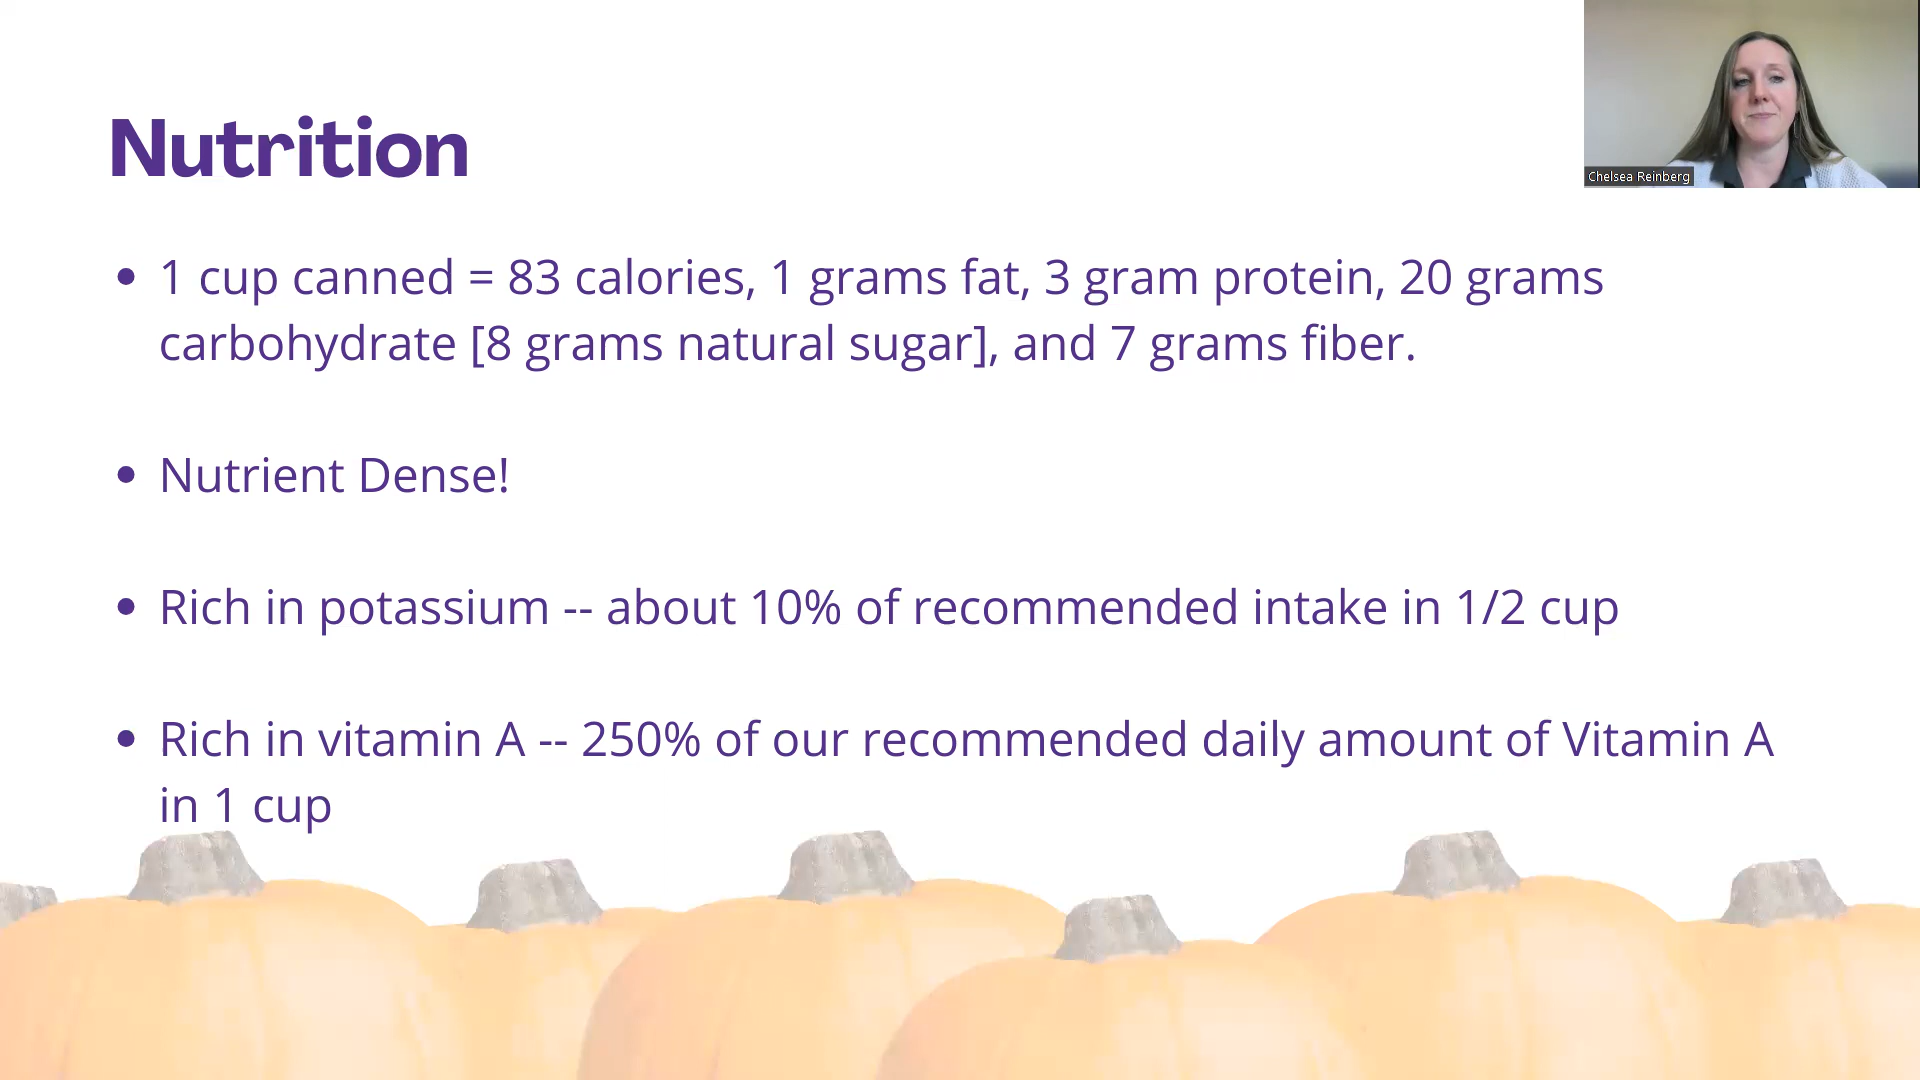 Nutrition
Chelsea Reinberg
• 1 cup canned = 83 calories, 1 grams fat, 3 gram protein, 20 grams
carbohydrate [8 grams natural sugar], and 7 grams fiber.
• Nutrient Dense!
• Rich in potassium -- about 10% of recommended intake in 1/2 cup
• Rich in vitamin A -- 250% of our recommended daily amount of Vitamin A
in 1 cup